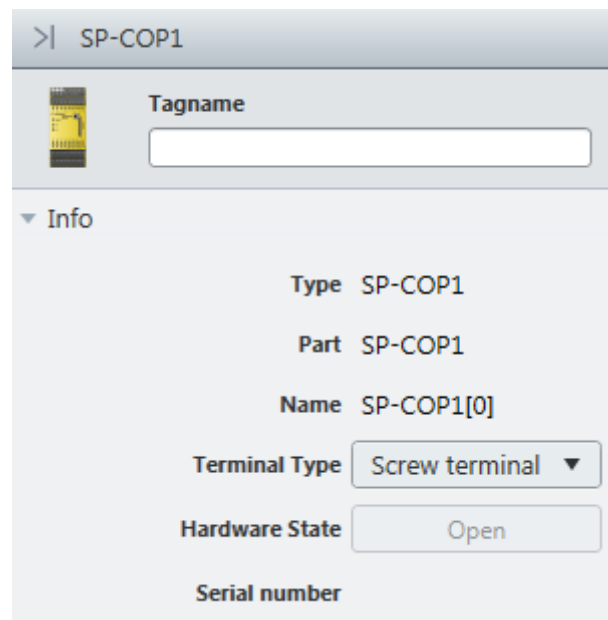 SP-COP1
Tagname
Info
Type SP-COP1
Part SP-COP1
Name SP-COP1[0]
Terminal Type Screw terminal
Hardware State Open
Serial number